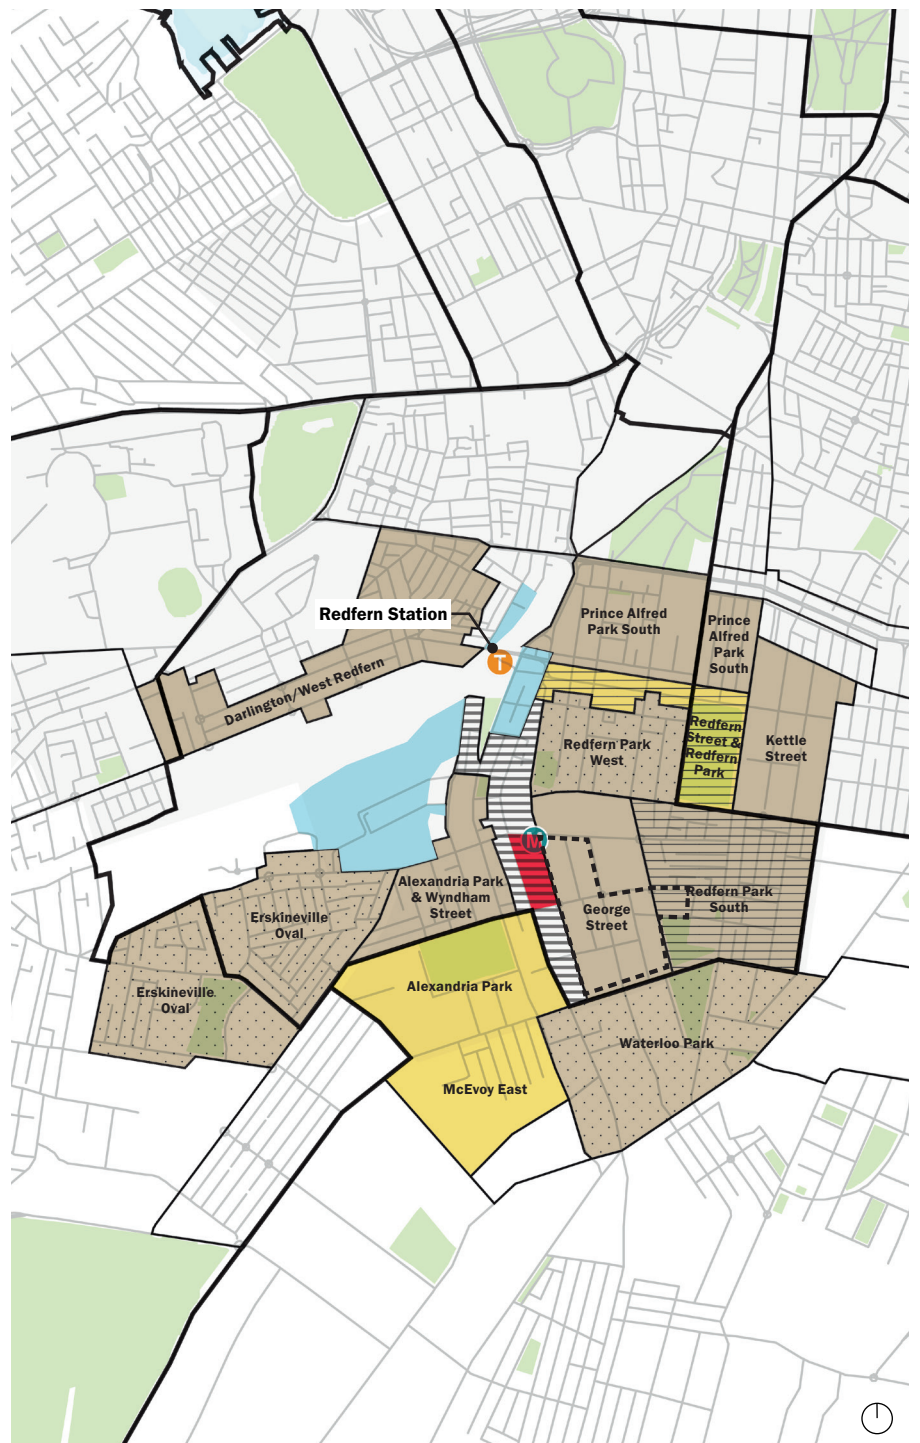 Redfern Station
T
Prince Alfred
Park South
Prince
Alfred
Park
South
Darlington/West Redfern
Redfern
Street &
Redfern
Park
Kettle
Street
Redfern Park
West
M
Alexandria Park
& Wyndham
Street
Redfern Park
South
George
Street
Erskineville
Oval
Erskineville
Oval
Alexandria Park
Waterloo Park
McEvoy East